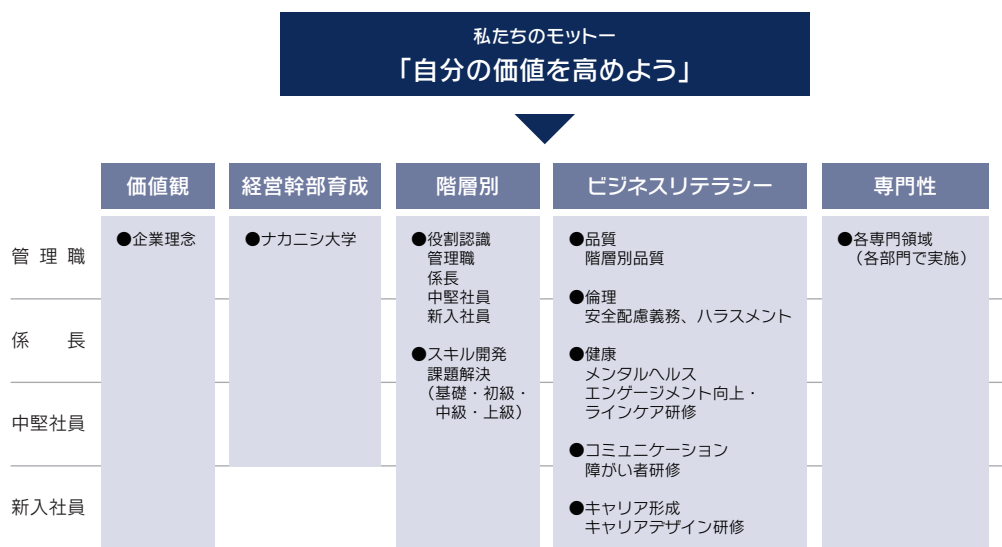 私たちのモットー
「自分の価値を高めよう」
価値観
経営幹部育成
階層別
ビジネスリテラシー
専門性
管理職
係長
中堅社員
新入社員
●企業理念
●ナカニシ大学
●役割認識
管理職
係長
中堅社員
新入社員
●スキル開発
課題解決
（基礎・初級・
中級・上級）
●品質
階層別品質
●倫理
安全配慮義務、ハラスメント
●健康
メンタルヘルス
エンゲージメント向上・
ラインケア研修
●コミュニケーション
障がい者研修
●キャリア形成
キャリアデザイン研修
●各専門領域
（各部門で実施）